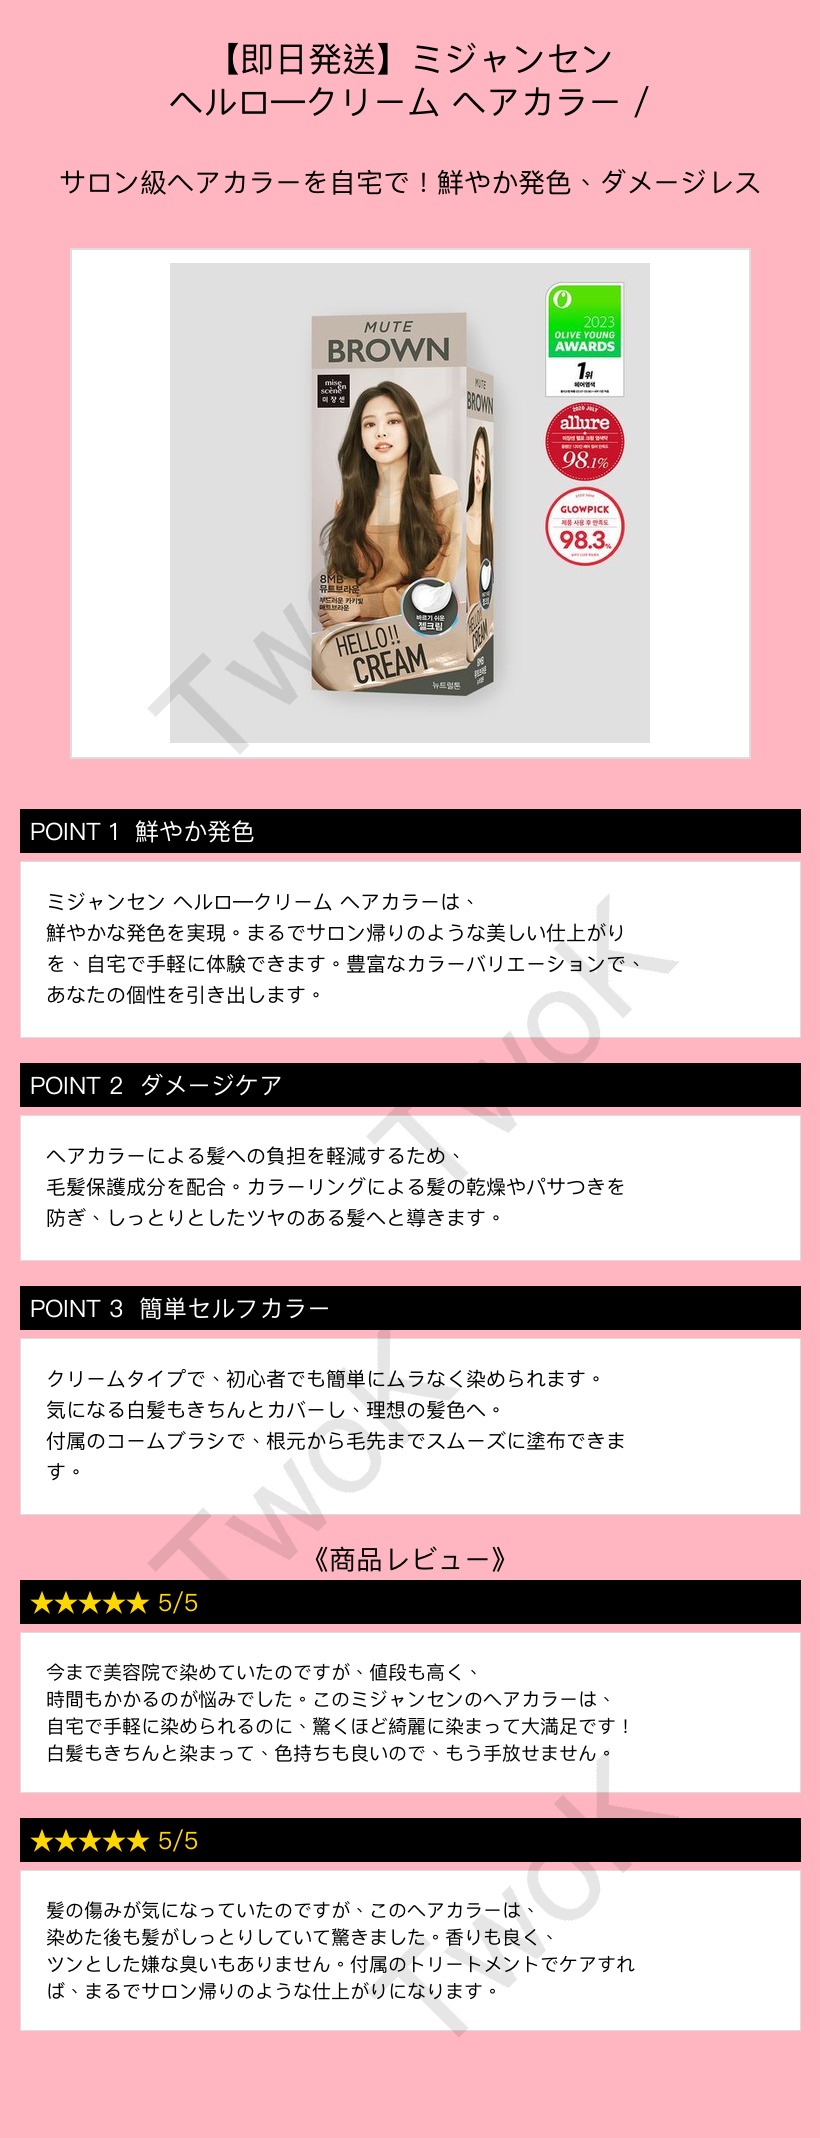 【即日発送】ミジャンセン
ヘルロークリーム ヘアカラー /
サロン級ヘアカラーを自宅で！鮮やか発色、ダメージレス
MUTE
BROWN
mise
en
scène
미쟝센
8MB
뮤트브라운
부드러운 카키빛
매트브라운
바르기 쉬운
젤크림
HELLO!!
CREAM
뉴트럴톤
MUTE
BROWN
CREAM
8MB
2023
OLIVE YOUNG
AWARDS
1위
헤어염색
2020 JULY
allure
미쟝센 헬로 크림 염색약
98.1%
GLOWPICK
제품 사용 후 만족도
98.3%
POINT 1 鮮やか発色
ミジャンセン ヘルロークリーム ヘアカラーは、
鮮やかな発色を実現。まるでサロン帰りのような美しい仕上がり
を、自宅で手軽に体験できます。豊富なカラーバリエーションで、
あなたの個性を引き出します。
POINT 2 ダメージケア
ヘアカラーによる髪への負担を軽減するため、
毛髪保護成分を配合。カラーリングによる髪の乾燥やパサつきを
防ぎ、しっとりとしたツヤのある髪へと導きます。
POINT 3 簡単セルフカラー
クリームタイプで、初心者でも簡単にムラなく染められます。
気になる白髪もきちんとカバーし、理想の髪色へ。
付属のコームブラシで、根元から毛先までスムーズに塗布できま
す。
《商品レビュー》
★★★★★ 5/5
今まで美容院で染めていたのですが、値段も高く、
時間もかかるのが悩みでした。このミジャンセンのヘアカラーは、
自宅で手軽に染められるのに、驚くほど綺麗に染まって大満足です！
白髪もきちんと染まって、色持ちも良いので、もう手放せません。
★★★★★ 5/5
髪の傷みが気になっていたのですが、このヘアカラーは、
染めた後も髪がしっとりしていて驚きました。香りも良く、
ツンとした嫌な臭いもありません。付属のトリートメントでケアすれ
ば、まるでサロン帰りのような仕上がりになります。
TwoK
TwoK
TwoK
TwoK